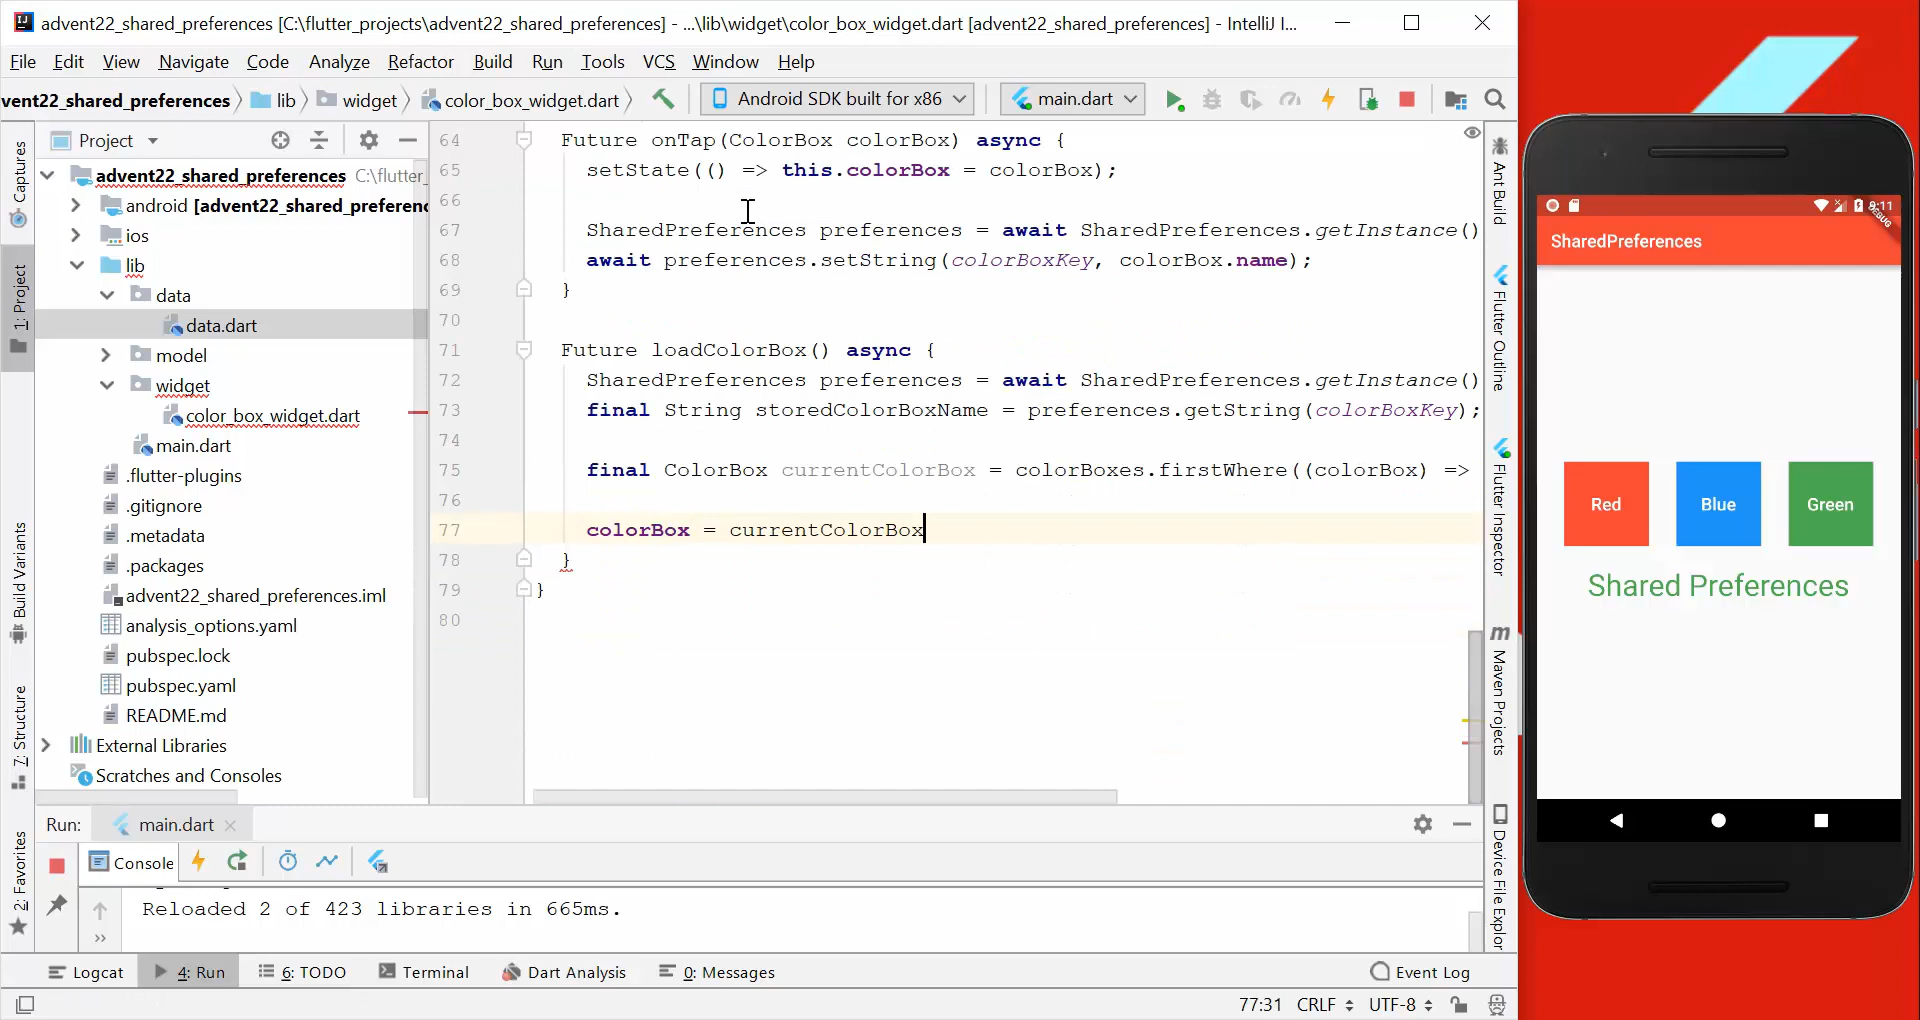 advent22_shared_preferences [C:\flutter_projects\advent22_shared_preferences] - ...\lib\widget\color_box_widget.dart [advent22_shared_preferences] - IntelliJ I...
File Edit View Navigate Code Analyze Refactor Build Run Tools VCS Window Help
vent22_shared_preferences lib widget color_box_widget.dart Android SDK built for x86 main.dart
Captures
1: Project
Build Variants
7: Structure
2: Favorites
Project
advent22_shared_preferences C:\flutter_
android [advent22_shared_preferenc
ios
lib
data
data.dart
model
widget
color_box_widget.dart
main.dart
.flutter-plugins
.gitignore
.metadata
.packages
advent22_shared_preferences.iml
analysis_options.yaml
pubspec.lock
pubspec.yaml
README.md
External Libraries
Scratches and Consoles
64 Future onTap(ColorBox colorBox) async {
65 setState(() => this.colorBox = colorBox);
66
67 SharedPreferences preferences = await SharedPreferences.getInstance()
68 await preferences.setString(colorBoxKey, colorBox.name);
69 }
70
71 Future loadColorBox() async {
72 SharedPreferences preferences = await SharedPreferences.getInstance()
73 final String storedColorBoxName = preferences.getString(colorBoxKey);
74
75 final ColorBox currentColorBox = colorBoxes.firstWhere((colorBox) =>
76
77 colorBox = currentColorBox
78 }
79 }
80
Ant Build
Flutter Outline
Flutter Inspector
m Maven Projects
Device File Explor
Run: main.dart
Console
Reloaded 2 of 423 libraries in 665ms.
Logcat 4: Run 6: TODO Terminal Dart Analysis 0: Messages Event Log
77:31 CRLF UTF-8
8:11
DEBUG
SharedPreferences
Red Blue Green
Shared Preferences